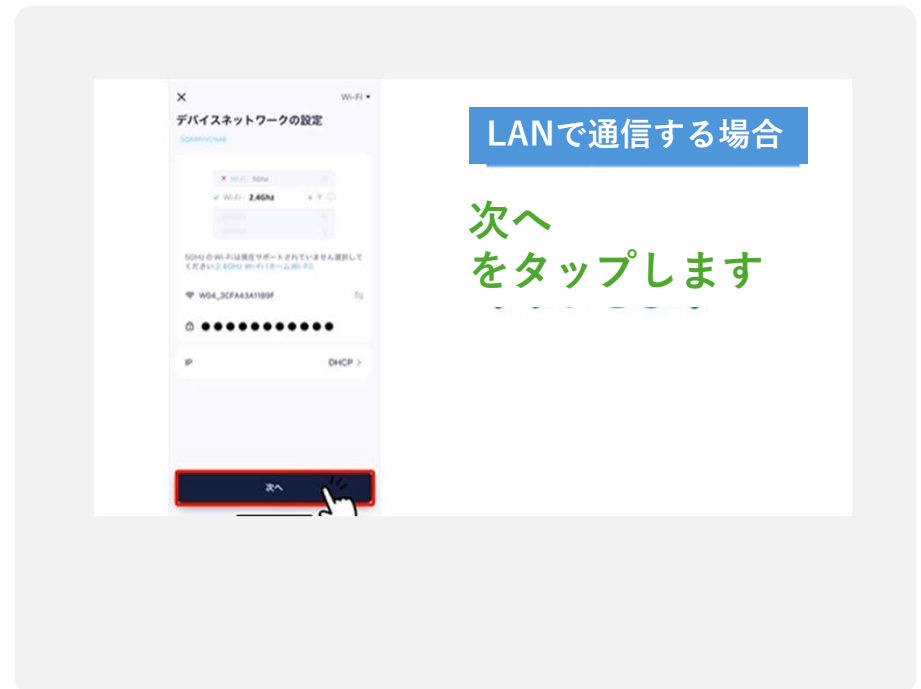 Wi-Fi
デバイスネットワークの設定
Wi-Fi - 5Ghz
Wi-Fi - 2.4Ghz
5GHzのWi-Fiは現在サポートされていません選択して
ください:2.4GHz Wi-Fi (ホーム Wi-Fi)
W04_3CFA43A1189F
IP
DHCP
次へ
LANで通信する場合
次へ
をタップします